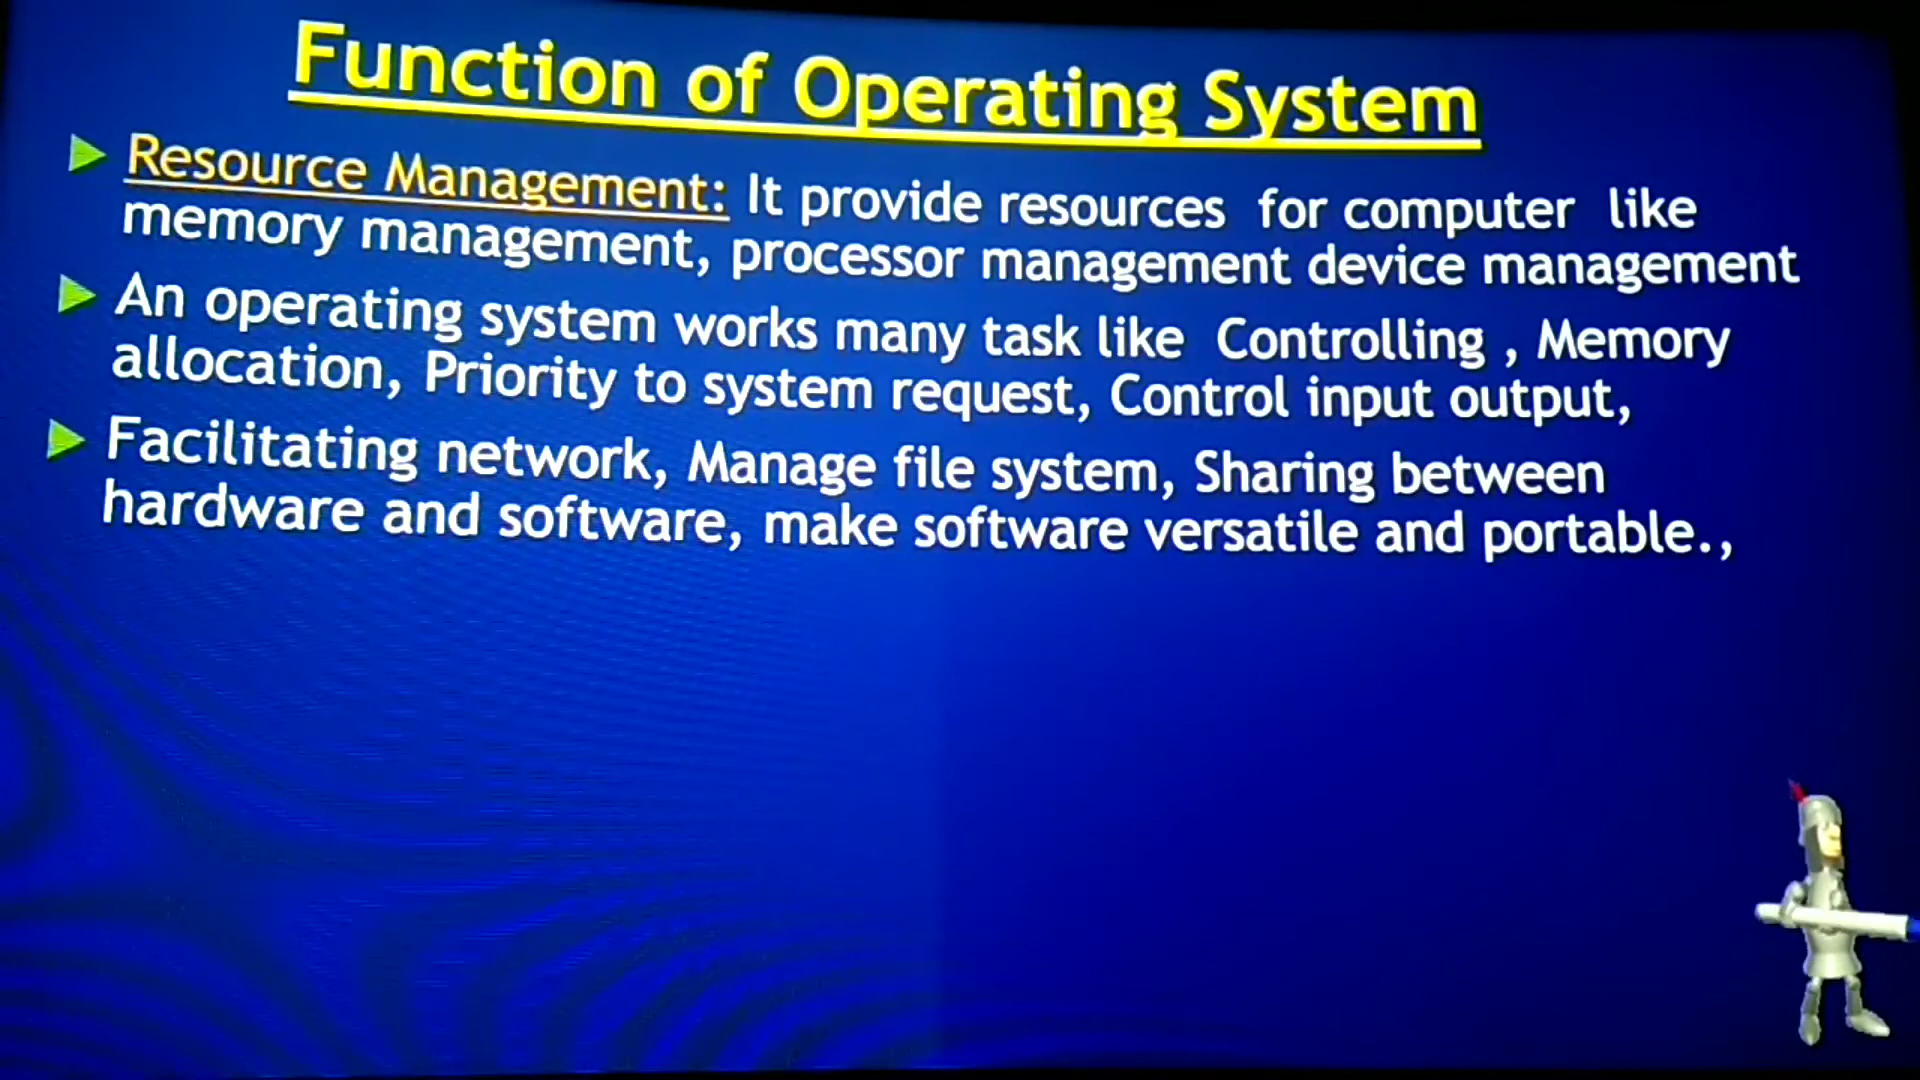 Function of Operating System
Resource Management: It provide resources for computer like
memory management, processor management device management
An operating system works many task like Controlling , Memory
allocation, Priority to system request, Control input output,
Facilitating network, Manage file system, Sharing between
hardware and software, make software versatile and portable.,